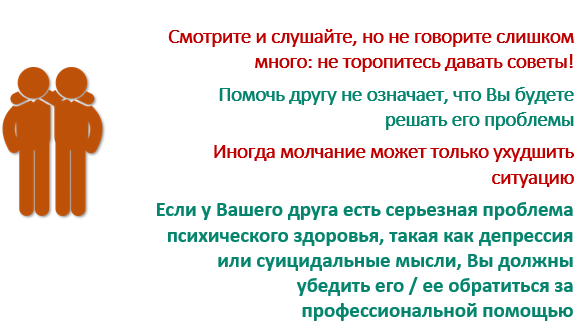 Смотрите и слушайте, но не говорите слишком
много: не торопитесь давать советы!
Помочь другу не означает, что Вы будете
решать его проблемы
Иногда молчание может только ухудшить
ситуацию
Если у Вашего друга есть серьезная проблема
психического здоровья, такая как депрессия
или суицидальные мысли, Вы должны
убедить его / ее обратиться за
профессиональной помощью